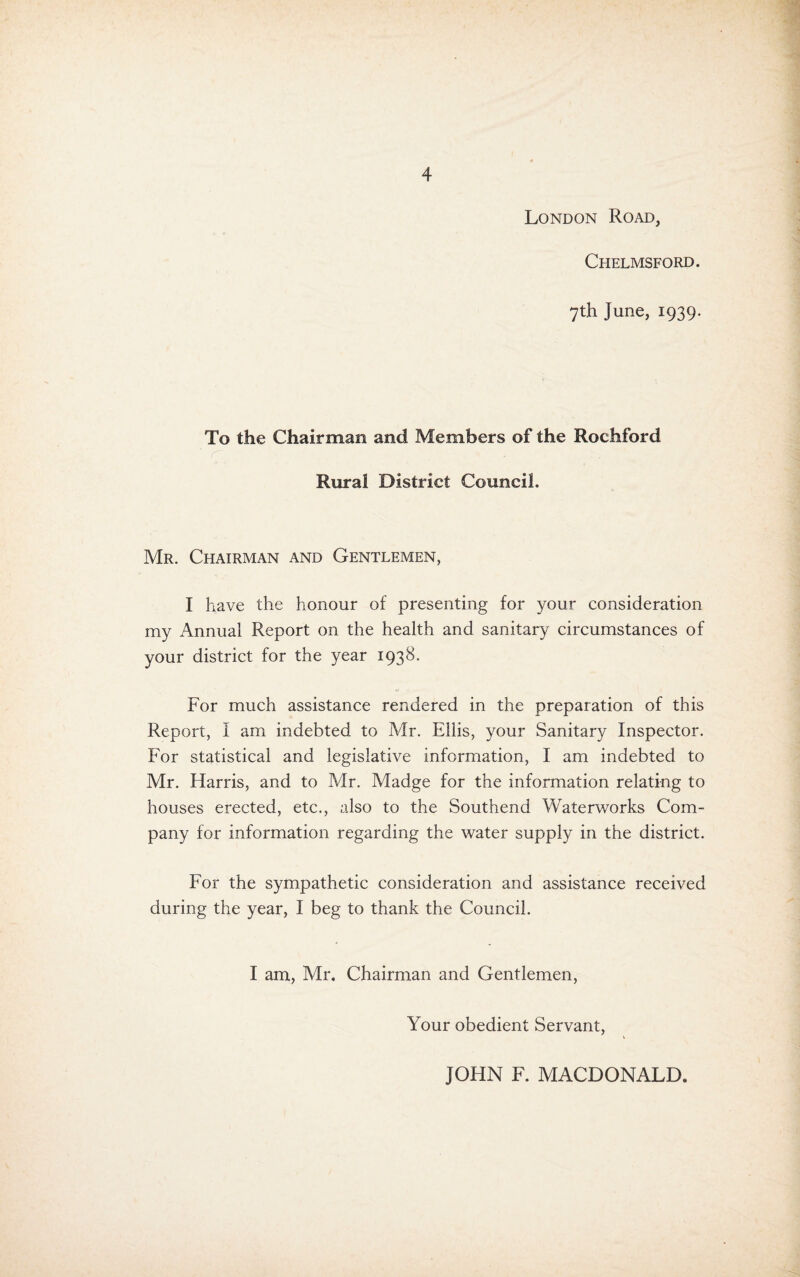 4
London Road,
Chelmsford.
7th June, 1939.
To the Chairman and Members of the Rochford
Rural District Council.
Mr. Chairman and Gentlemen,
I have the honour of presenting for your consideration
my Annual Report on the health and sanitary circumstances of
your district for the year 1938.
For much assistance rendered in the preparation of this
Report, I am indebted to Mr. Ellis, your Sanitary Inspector.
For statistical and legislative information, I am indebted to
Mr. Harris, and to Mr. Madge for the information relating to
houses erected, etc., also to the Southend Waterworks Com-
pany for information regarding the water supply in the district.
For the sympathetic consideration and assistance received
during the year, I beg to thank the Council.
I am, Mr. Chairman and Gentlemen,
Your obedient Servant,
JOHN F. MACDONALD.